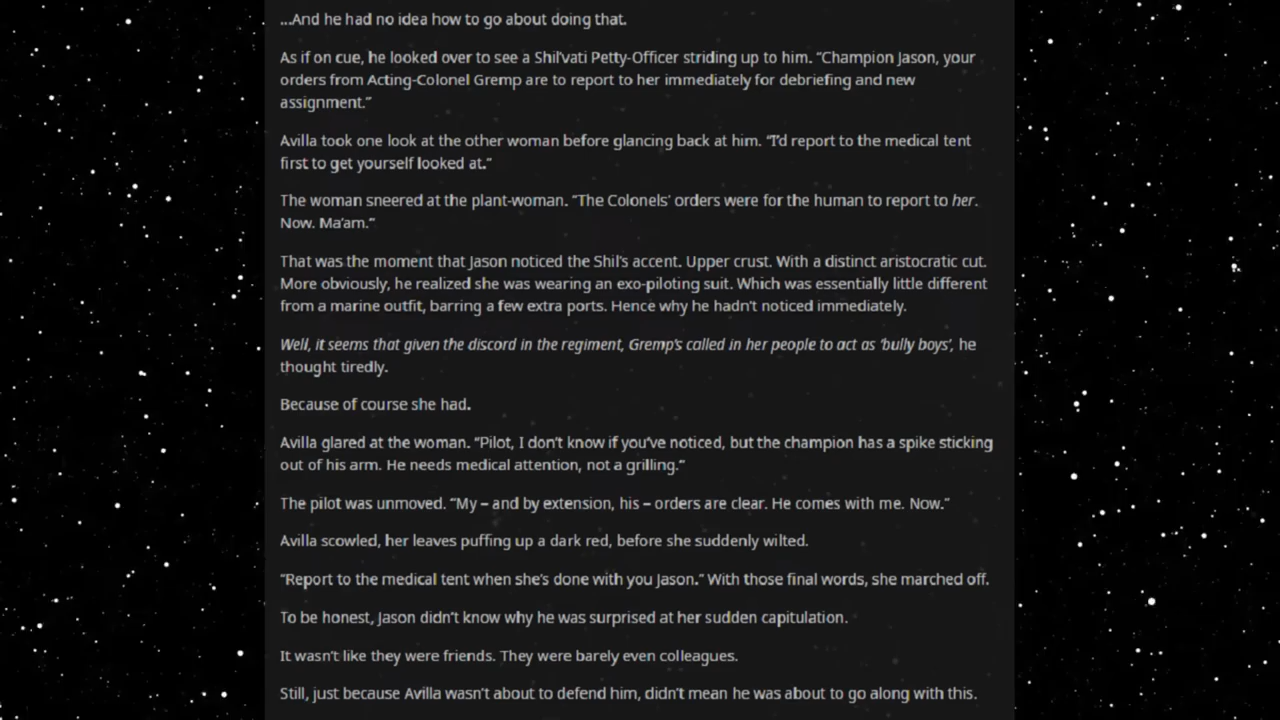 ...And he had no idea how to go about doing that.
As if on cue, he looked over to see a Shil'vati Petty-Officer striding up to him. “Champion Jason, your
orders from Acting-Colonel Gremp are to report to her immediately for debriefing and new
assignment.”
Avilla took one look at the other woman before glancing back at him. “I'd report to the medical tent
first to get yourself looked at.”
The woman sneered at the plant-woman. “The Colonels' orders were for the human to report to her.
Now. Ma'am.”
That was the moment that Jason noticed the Shil's accent. Upper crust. With a distinct aristocratic cut.
More obviously, he realized she was wearing an exo-piloting suit. Which was essentially little different
from a marine outfit, barring a few extra ports. Hence why he hadn't noticed immediately.
Well, it seems that given the discord in the regiment, Gremp's called in her people to act as 'bully boys', he
thought tiredly.
Because of course she had.
Avilla glared at the woman. “Pilot, I don't know if you've noticed, but the champion has a spike sticking
out of his arm. He needs medical attention, not a grilling.”
The pilot was unmoved. “My – and by extension, his – orders are clear. He comes with me. Now.”
Avilla scowled, her leaves puffing up a dark red, before she suddenly wilted.
“Report to the medical tent when she's done with you Jason.” With those final words, she marched off.
To be honest, Jason didn't know why he was surprised at her sudden capitulation.
It wasn't like they were friends. They were barely even colleagues.
Still, just because Avilla wasn't about to defend him, didn't mean he was about to go along with this.